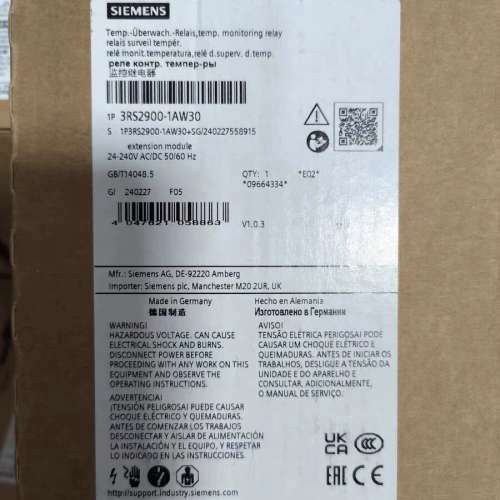 SIEMENS
Temp.-Überwach.-Relais,temp. monitoring relay
relais surveil tempér.
relé monit.temperatura,relé d.superv. d.temp.
реле контр. темпер-ры
监控继电器
1P 3RS2900-1AW30
S 1P3RS2900-1AW30+SG/240227558915
extension module
24-240V AC/DC 50/60 Hz
GB/T14048.5
QTY: 1 *E02*
*09664334*
GI 240227 F05
4 047621 058863
V1.0.3
Mfr.: Siemens AG, DE-92220 Amberg
Importer: Siemens plc, Manchester M20 2UR, UK
Made in Germany
德国制造
Hecho en Alemania
Изготовлено в Германии
WARNING!
HAZARDOUS VOLTAGE. CAN CAUSE
ELECTRICAL SHOCK AND BURNS.
DISCONNECT POWER BEFORE
PROCEEDING WITH ANY WORK ON THIS
EQUIPMENT AND OBSERVE THE
OPERATING INSTRUCTIONS.
ADVERTENCIA!
¡TENSIÓN PELIGROSA! PUEDE CAUSAR
CHOQUE ELÉCTRICO Y QUEMADURAS.
ANTES DE COMENZAR LOS TRABAJOS
DESCONECTAR Y AISLAR DE ALIMENTACIÓN
LA INSTALACIÓN Y EL EQUIPO, Y RESPETAR
LO INDICADO EN LAS INSTRUCCIONES
AVISO!
TENSÃO ELÉTRICA PERIGOSA! PODE
CAUSAR UM CHOQUE ELÉTRICO E
QUEIMADURAS. ANTES DE INICIAR OS
TRABALHOS, DESLIGUE A TENSÃO DA
UNIDADE E DO APARELHO E
CONSULTAR, ADICIONALMENTE,
O MANUAL DE SERVIÇO.
UK
CA
CCC
EAC CE
http://support.industry.siemens.com